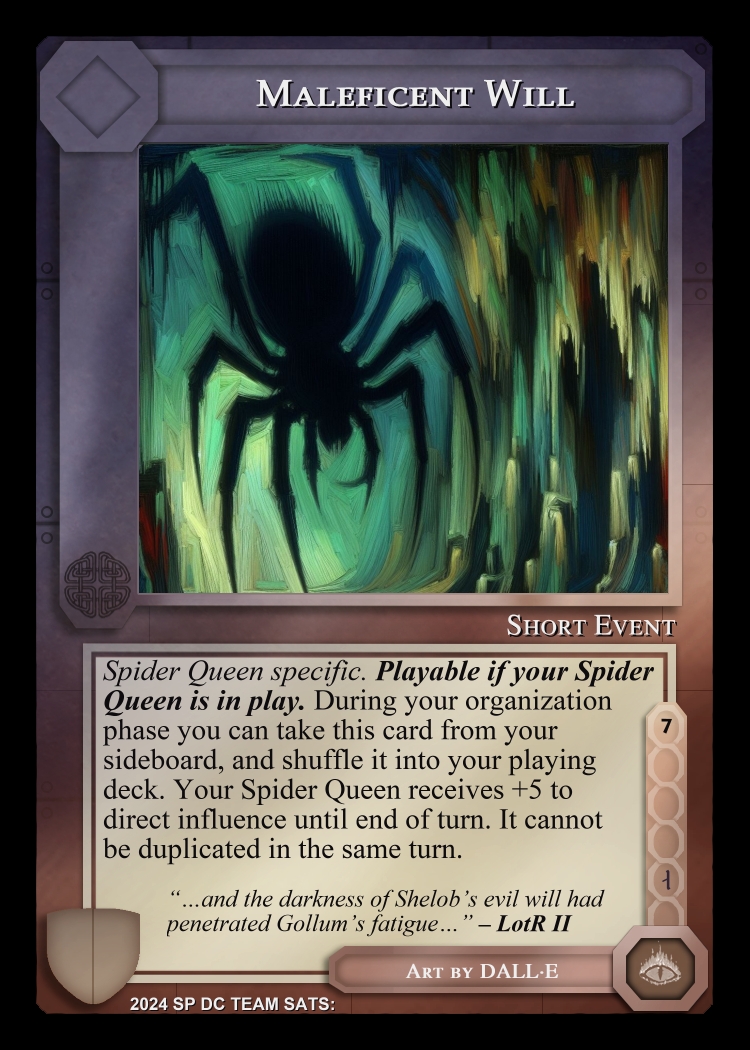 Maleficent Will
Short Event
Spider Queen specific. Playable if your Spider
Queen is in play. During your organization
phase you can take this card from your
sideboard, and shuffle it into your playing
deck. Your Spider Queen receives +5 to
direct influence until end of turn. It cannot
be duplicated in the same turn.
7
“…and the darkness of Shelob’s evil will had
penetrated Gollum’s fatigue…” – LotR II
Art by DALL·E
2024 SP DC TEAM SATS: